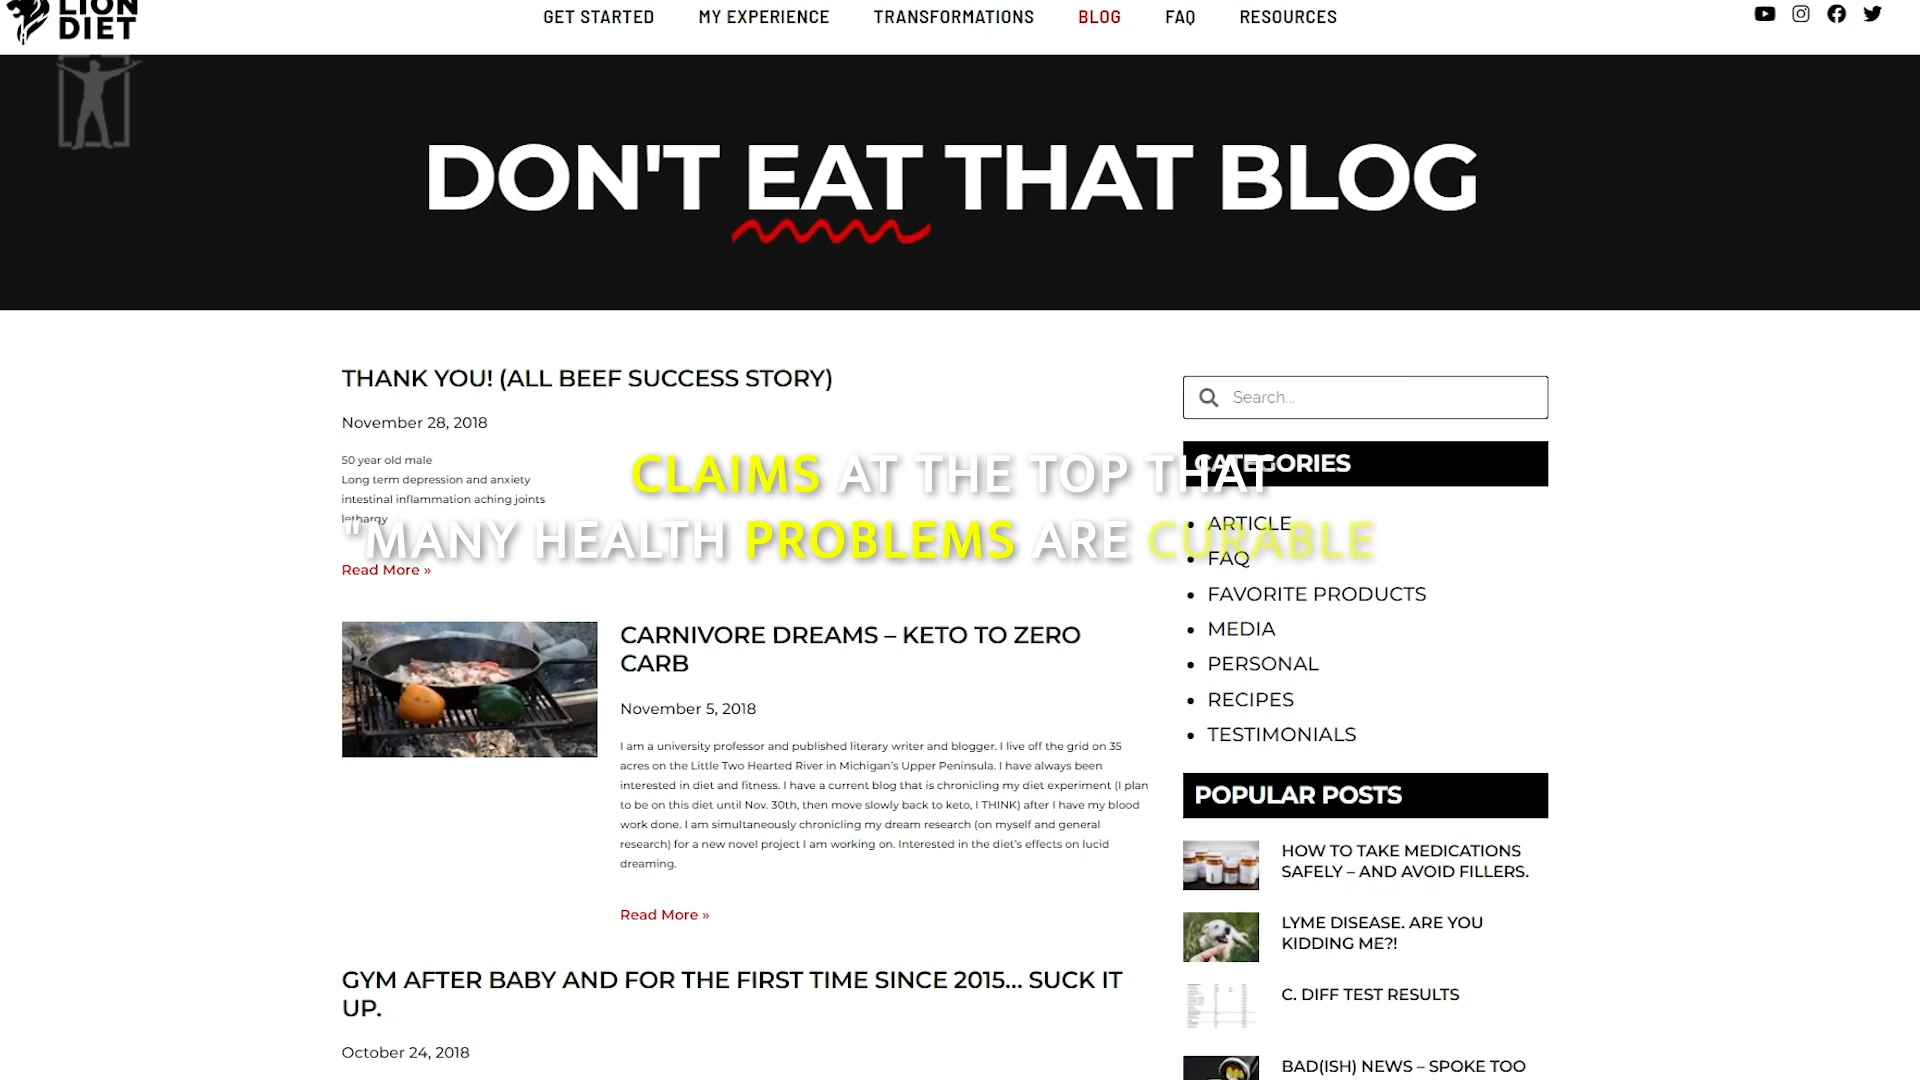 LION
DIET
GET STARTED
MY EXPERIENCE
TRANSFORMATIONS
BLOG
FAQ
RESOURCES
DON'T EAT THAT BLOG
THANK YOU! (ALL BEEF SUCCESS STORY)
November 28, 2018
50 year old male
Long term depression and anxiety
intestinal inflammation aching joints
lethargy
Read More »
CLAIMS AT THE TOP THAT
"MANY HEALTH PROBLEMS ARE CURABLE
CARNIVORE DREAMS – KETO TO ZERO
CARB
November 5, 2018
I am a university professor and published literary writer and blogger. I live off the grid on 35
acres on the Little Two Hearted River in Michigan's Upper Peninsula. I have always been
interested in diet and fitness. I have a current blog that is chronicling my diet experiment (I plan
to be on this diet until Nov. 30th, then move slowly back to keto, I THINK) after I have my blood
work done. I am simultaneously chronicling my dream research (on myself and general
research) for a new novel project I am working on. Interested in the diet's effects on lucid
dreaming.
Read More »
GYM AFTER BABY AND FOR THE FIRST TIME SINCE 2015... SUCK IT
UP.
October 24, 2018
Search...
CATEGORIES
ARTICLE
FAQ
FAVORITE PRODUCTS
MEDIA
PERSONAL
RECIPES
TESTIMONIALS
POPULAR POSTS
HOW TO TAKE MEDICATIONS
SAFELY – AND AVOID FILLERS.
LYME DISEASE. ARE YOU
KIDDING ME?!
C. DIFF TEST RESULTS
BAD(ISH) NEWS – SPOKE TOO